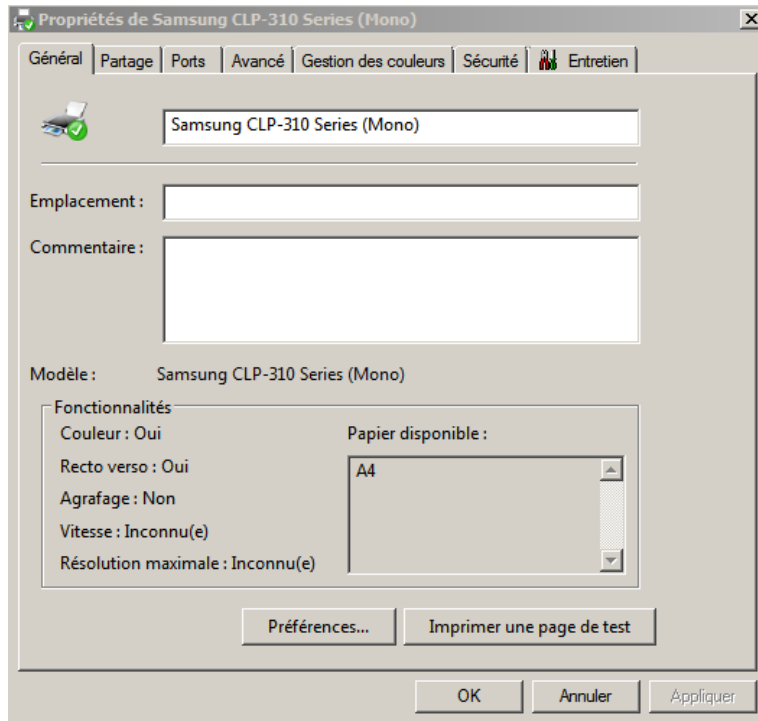 Propriétés de Samsung CLP-310 Series (Mono)
Général Partage Ports Avancé Gestion des couleurs Sécurité Entretien
Samsung CLP-310 Series (Mono)
Emplacement :
Commentaire :
Modèle : Samsung CLP-310 Series (Mono)
Fonctionnalités
Couleur : Oui Papier disponible :
Recto verso : Oui A4
Agrafage : Non
Vitesse : Inconnu(e)
Résolution maximale : Inconnu(e)
Préférences... Imprimer une page de test
OK Annuler Appliquer